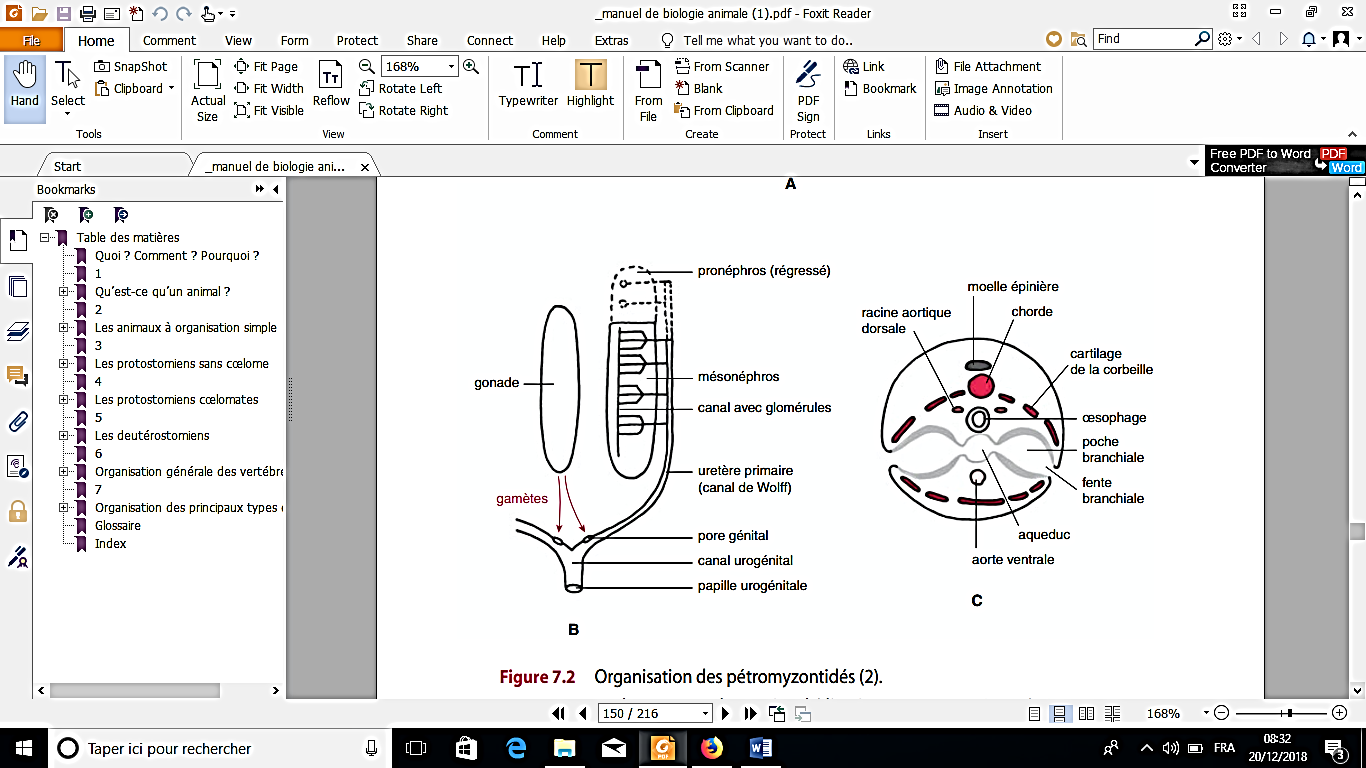 _manuel de biologie animale (1).pdf - Foxit Reader
File Home Comment View Form Protect Share Connect Help Extras Tell me what you want to do.. Find
Hand
Select
SnapShot
Clipboard
Tools
Actual Size
Fit Page
Fit Width
Fit Visible
Reflow
168%
Rotate Left
Rotate Right
View
Typewriter
Highlight
Comment
From File
From Scanner
Blank
From Clipboard
Create
PDF Sign
Protect
Link
Bookmark
Links
File Attachment
Image Annotation
Audio & Video
Insert
Start
_manuel de biologie ani...
Free PDF to Word PDF
Converter Word
Bookmarks
Table des matières
Quoi ? Comment ? Pourquoi ?
1
Qu'est-ce qu'un animal ?
2
Les animaux à organisation simple
3
Les protostomiens sans cœlome
4
Les protostomiens cœlomates
5
Les deutérostomiens
6
Organisation générale des vertébré
7
Organisation des principaux types
Glossaire
Index
A
pronéphros (régressé)
gonade
mésonéphros
canal avec glomérules
uretère primaire
(canal de Wolff)
gamètes
pore génital
canal urogénital
papille urogénitale
B
moelle épinière
racine aortique
dorsale
chorde
cartilage
de la corbeille
œsophage
poche
branchiale
fente
branchiale
aqueduc
aorte ventrale
C
Figure 7.2 Organisation des pétromyzontidés (2).
150 / 216
168%
Taper ici pour rechercher
FRA
08:32
20/12/2018
3